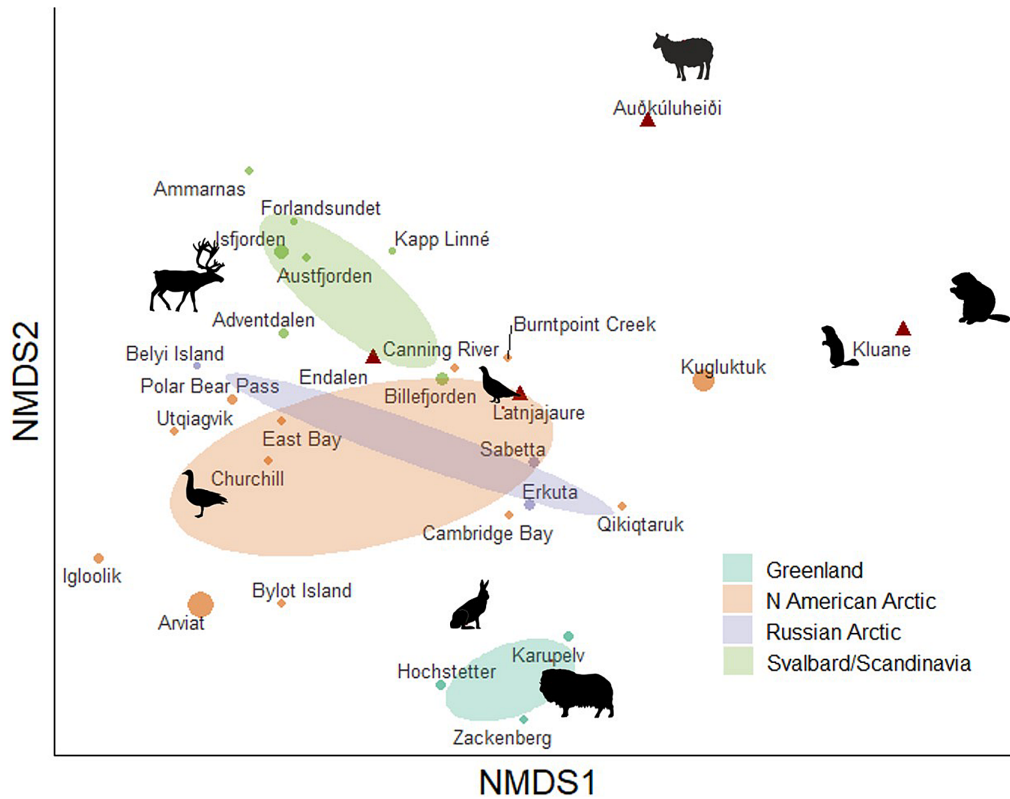 Auðkúluheiði
Ammarnas
Forlandsundet
Isfjorden
Kapp Linné
Austfjorden
Adventdalen
Burntpoint Creek
Belyi Island
Canning River
Kluane
Endalen
Kugluktuk
Polar Bear Pass
Billefjorden
Latnjajaure
Utqiagvik
East Bay
Sabetta
Churchill
Erkuta
Qikiqtaruk
Cambridge Bay
Igloolik
Bylot Island
Arviat
Karupelv
Hochstetter
Zackenberg
Greenland
N American Arctic
Russian Arctic
Svalbard/Scandinavia
NMDS2
NMDS1